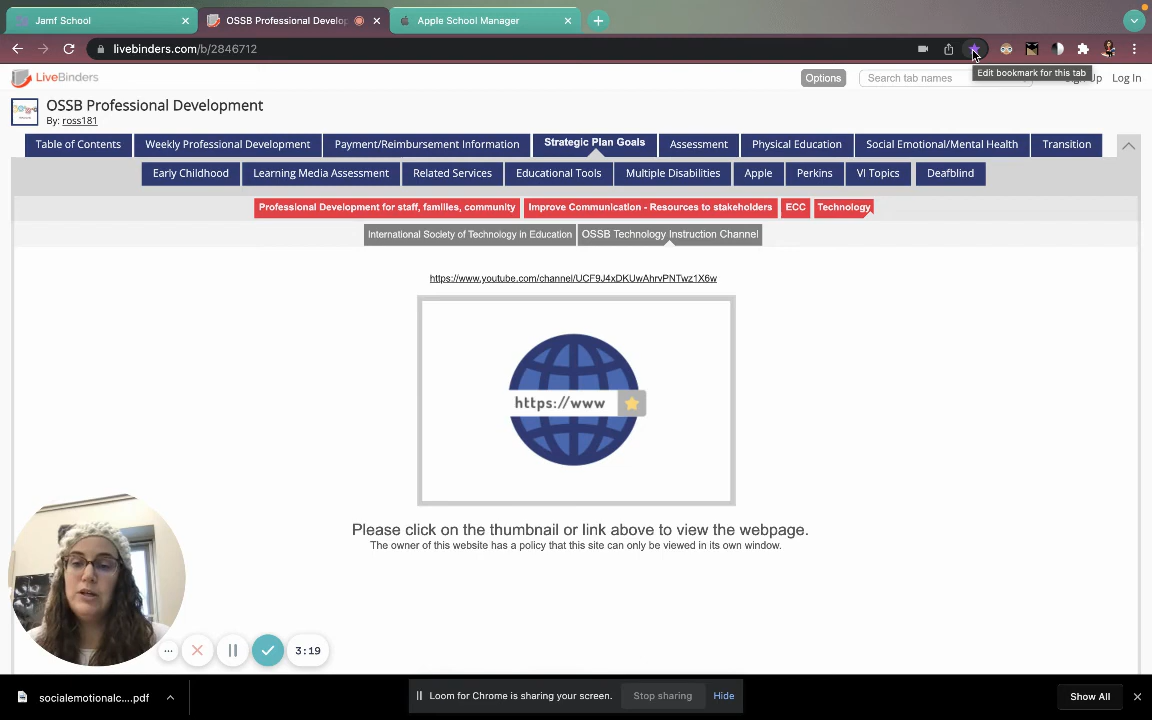 Jamf School
OSSB Professional Develop
Apple School Manager
livebinders.com/b/2846712
Edit bookmark for this tab
LiveBinders
Options
Search tab names
Up
Log In
OSSB Professional Development
By: ross181
Table of Contents
Weekly Professional Development
Payment/Reimbursement Information
Strategic Plan Goals
Assessment
Physical Education
Social Emotional/Mental Health
Transition
Early Childhood
Learning Media Assessment
Related Services
Educational Tools
Multiple Disabilities
Apple
Perkins
VI Topics
Deafblind
Professional Development for staff, families, community
Improve Communication - Resources to stakeholders
ECC
Technology
International Society of Technology in Education
OSSB Technology Instruction Channel
https://www.youtube.com/channel/UCF9J4xDKUwAhrvPNTwz1X6w
https://www
Please click on the thumbnail or link above to view the webpage.
The owner of this website has a policy that this site can only be viewed in its own window.
3:19
socialemotionalc....pdf
Loom for Chrome is sharing your screen.
Stop sharing
Hide
Show All